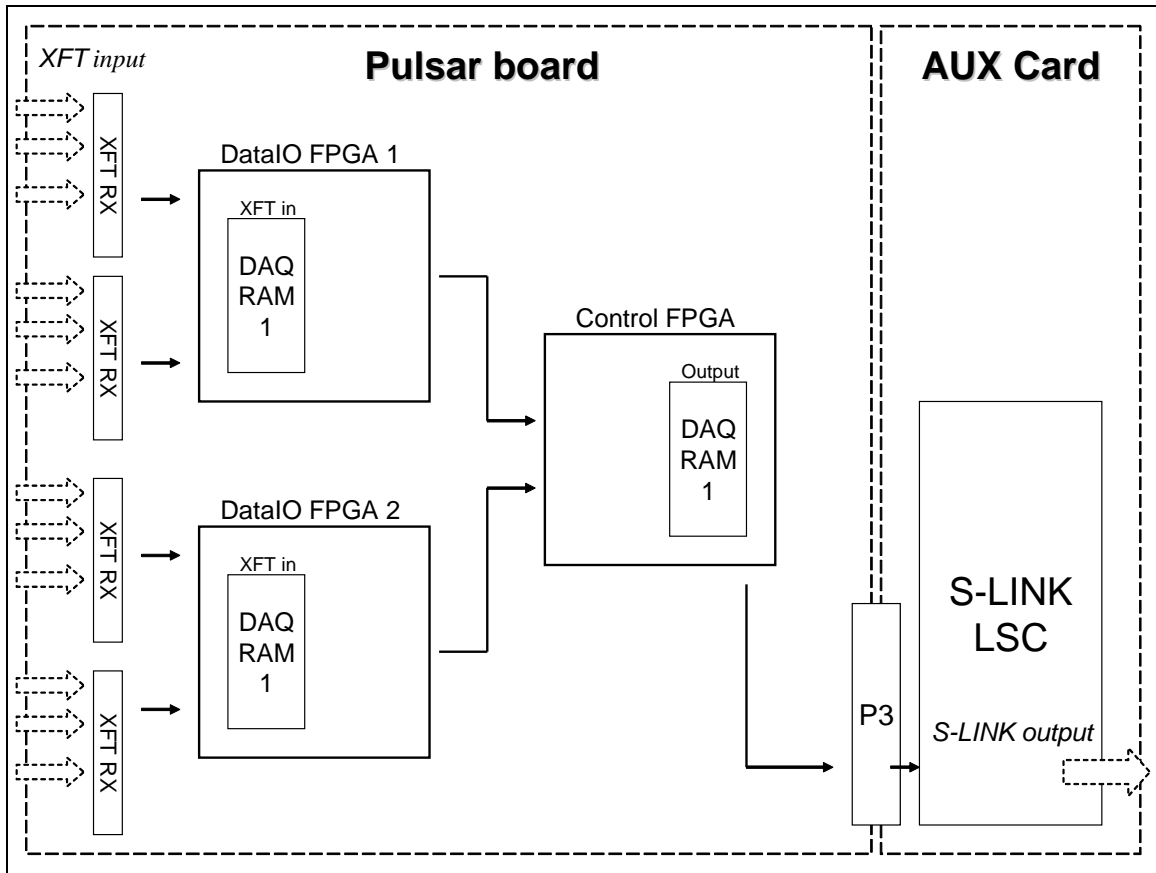 XFT input
Pulsar board
AUX Card
XFT RX
XFT RX
XFT RX
XFT RX
DataIO FPGA 1
XFT in
DAQ
RAM
1
DataIO FPGA 2
XFT in
DAQ
RAM
1
Control FPGA
Output
DAQ
RAM
1
P3
S-LINK
LSC
S-LINK output